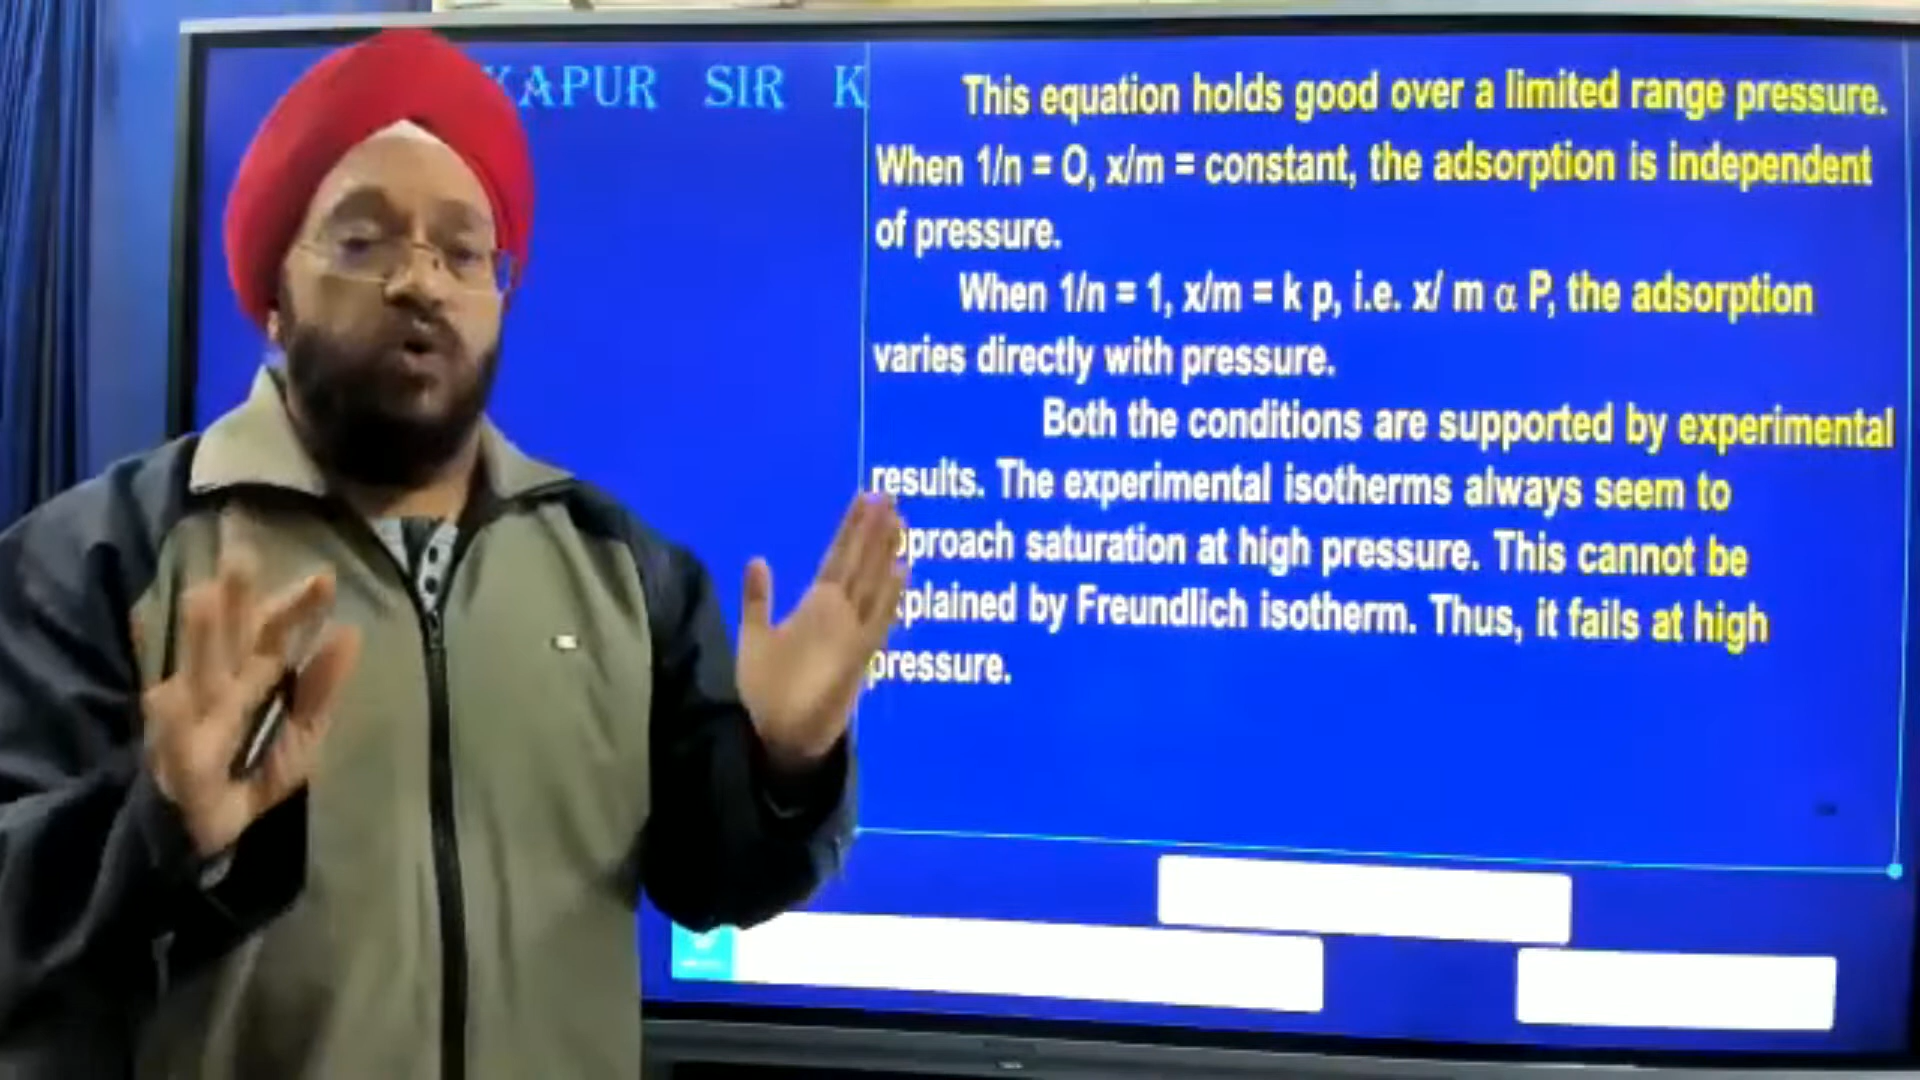 KAPUR SIR K
This equation holds good over a limited range pressure.
When 1/n = O, x/m = constant, the adsorption is independent
of pressure.
When 1/n = 1, x/m = k p, i.e. x/ m α P, the adsorption
varies directly with pressure.
Both the conditions are supported by experimental
results. The experimental isotherms always seem to
pproach saturation at high pressure. This cannot be
xplained by Freundlich isotherm. Thus, it fails at high
pressure.